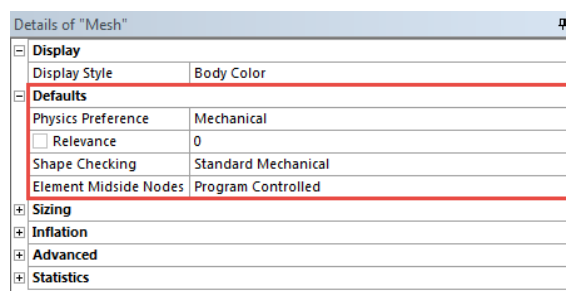 Details of "Mesh"
Display
Display Style Body Color
Defaults
Physics Preference Mechanical
Relevance 0
Shape Checking Standard Mechanical
Element Midside Nodes Program Controlled
Sizing
Inflation
Advanced
Statistics